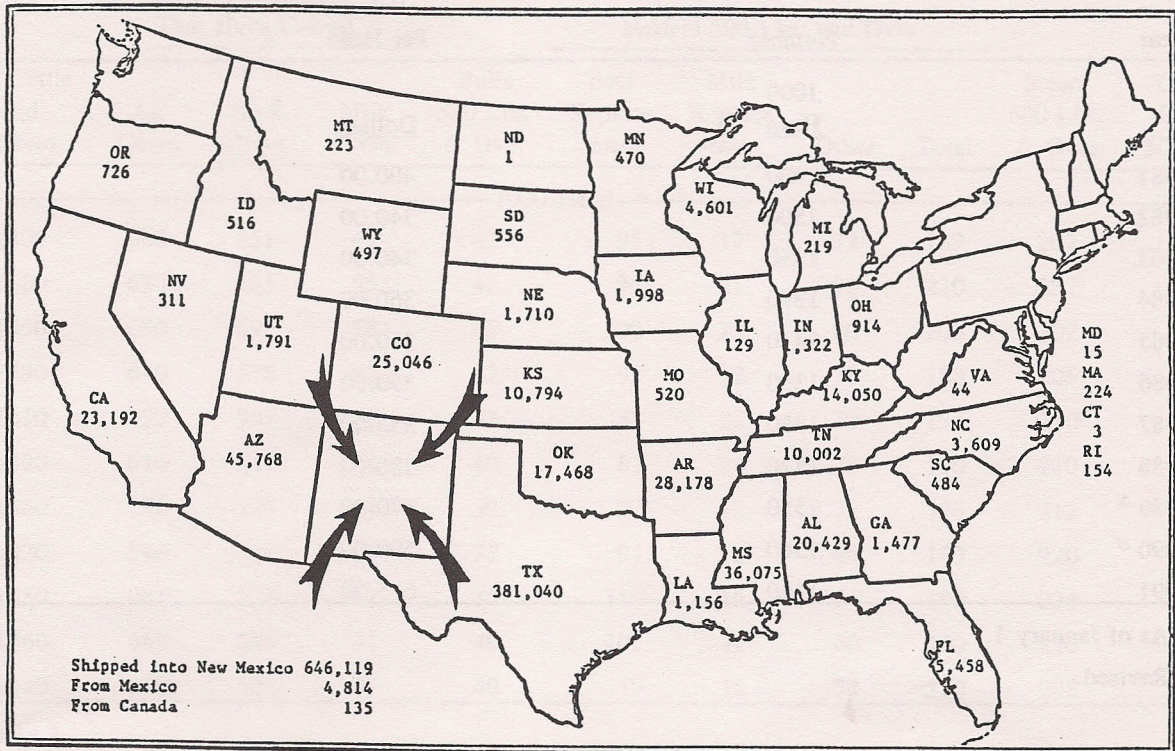 MT
223
ND
1
MN
470
OR
726
ID
516
WY
497
SD
556
WI
4,601
MI
219
NV
311
UT
1,791
CO
25,046
NE
1,710
IA
1,998
IL
129
IN
1,322
OH
914
CA
23,192
AZ
45,768
KS
10,794
MO
520
KY
14,050
VA
44
MD
15
MA
224
CT
3
RI
154
OK
17,468
AR
28,178
TN
10,002
NC
3,609
SC
484
TX
381,040
LA
1,156
MS
36,075
AL
20,429
GA
1,477
FL
5,458
Shipped into New Mexico 646,119
From Mexico 4,814
From Canada 135